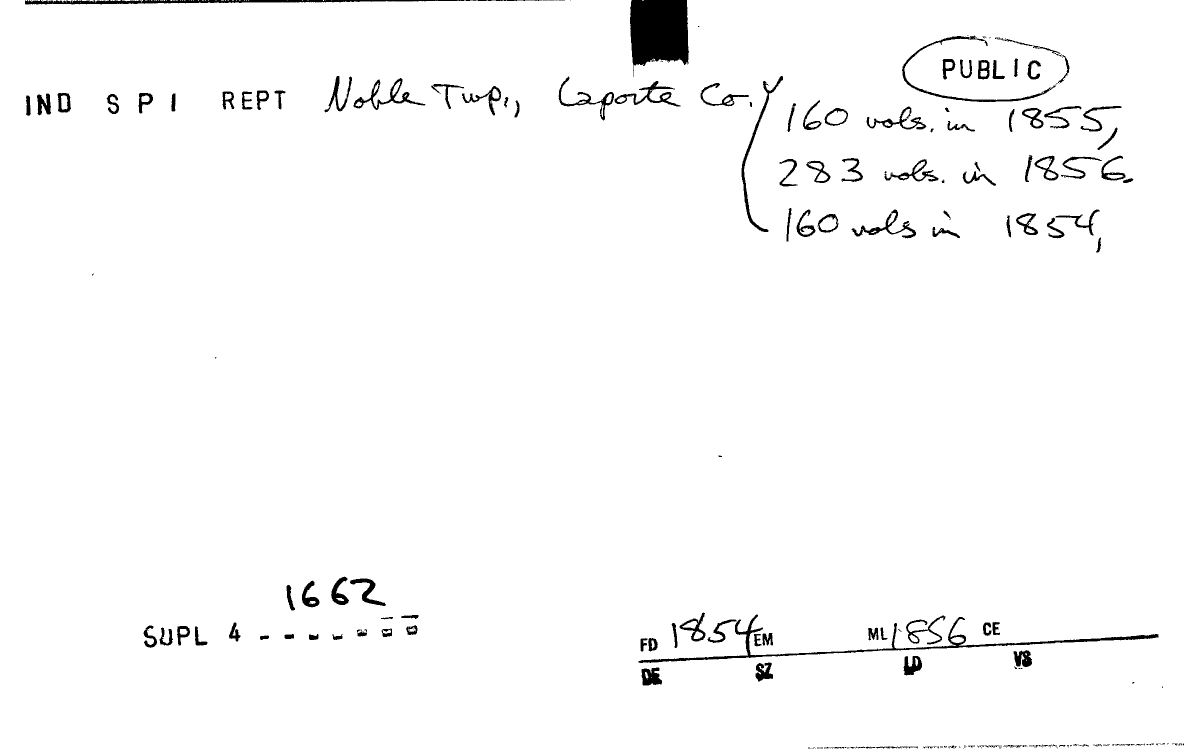 PUBLIC
IND S P I REPT Noble Twp., Laporte Co.
160 vols. in 1855,
283 vols. in 1856.
160 vols in 1854,
1662
SUPL 4
FD 1854 EM ML 1856 CE
DE SZ LD VS